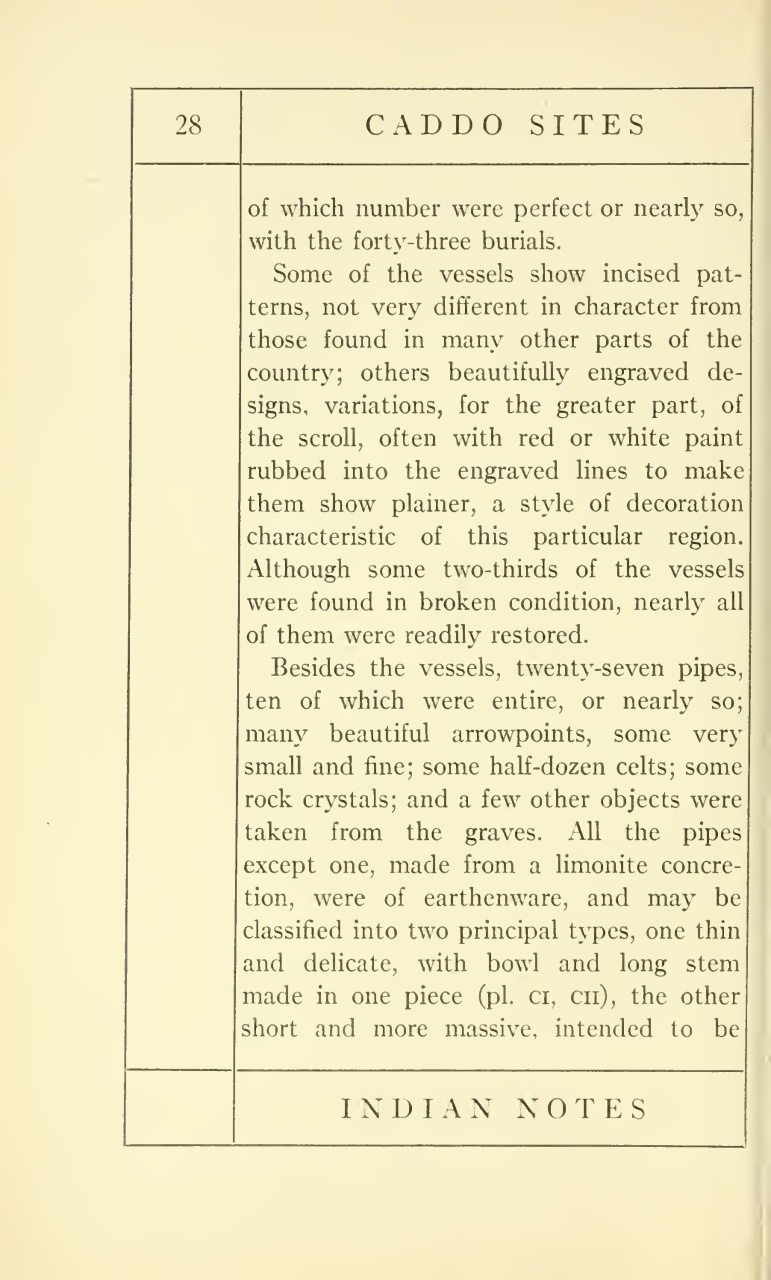 28
CADDO SITES
of which number were perfect or nearly so,
with the forty-three burials.
Some of the vessels show incised pat-
terns, not very different in character from
those found in many other parts of the
country; others beautifully engraved de-
signs, variations, for the greater part, of
the scroll, often with red or white paint
rubbed into the engraved lines to make
them show plainer, a style of decoration
characteristic of this particular region.
Although some two-thirds of the vessels
were found in broken condition, nearly all
of them were readily restored.
Besides the vessels, twenty-seven pipes,
ten of which were entire, or nearly so;
many beautiful arrowpoints, some very
small and fine; some half-dozen celts; some
rock crystals; and a few other objects were
taken from the graves. All the pipes
except one, made from a limonite concre-
tion, were of earthenware, and may be
classified into two principal types, one thin
and delicate, with bowl and long stem
made in one piece (pl. CI, CII), the other
short and more massive, intended to be
INDIAN NOTES